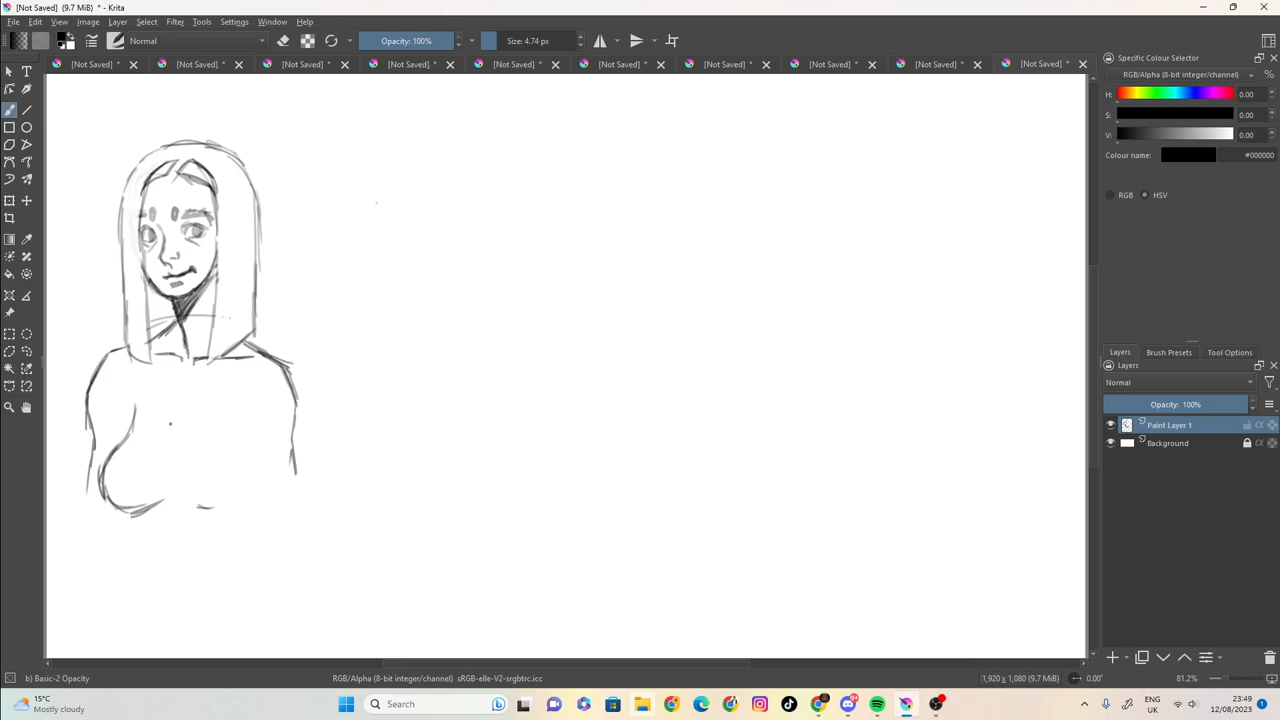 [Not Saved] (9.7 MiB) * - Krita
File Edit View Image Layer Select Filter Tools Settings Window Help
Normal Opacity: 100% Size: 4.74 px
[Not Saved] * [Not Saved] * [Not Saved] * [Not Saved] * [Not Saved] * [Not Saved] * [Not Saved] * [Not Saved] * [Not Saved] * [Not Saved] *
Specific Colour Selector
RGB/Alpha (8-bit integer/channel) %
H: 0.00
S: 0.00
V: 0.00
Colour name: #000000
RGB HSV
Layers Brush Presets Tool Options
Layers
Normal
Opacity: 100%
Paint Layer 1
Background
b) Basic-2 Opacity RGB/Alpha (8-bit integer/channel) sRGB-elle-V2-srgbtrc.icc 1,920 x 1,080 (9.7 MiB) 0.00° 81.2%
15°C
Mostly cloudy
Search
ENG
UK
23:49
12/08/2023